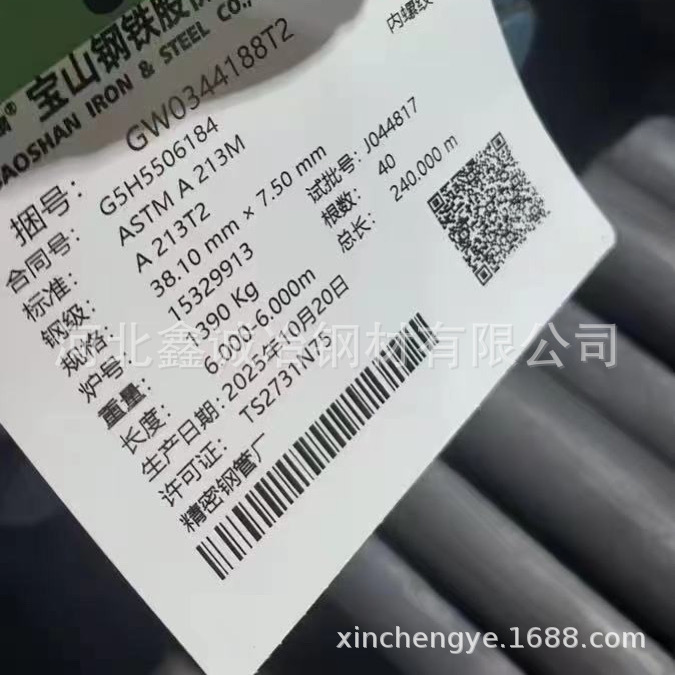 宝山钢铁股
BAOSHAN IRON & STEEL CO.,
内螺纹
捆号: GW0344188T2
合同号: G5H5506184
标准: ASTM A 213M
钢级: A 213T2
规格: 38.10 mm × 7.50 mm 试批号: J044817
炉号: 15329913 根数: 40
重量: 1390 Kg 总长: 240.000 m
长度: 6.000-6.000m
生产日期: 2025年10月20日
许可证: TS2731N75
精密钢管厂
河北鑫诚冶钢材有限公司
xinchengye.1688.com